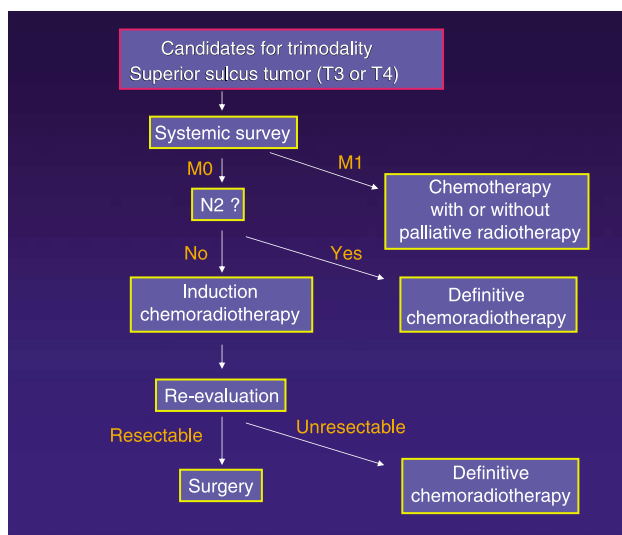 Candidates for trimodality
Superior sulcus tumor (T3 or T4)
Systemic survey
M0
M1
N2 ?
Chemotherapy
with or without
palliative radiotherapy
No
Yes
Induction
chemoradiotherapy
Definitive
chemoradiotherapy
Re-evaluation
Resectable
Unresectable
Surgery
Definitive
chemoradiotherapy